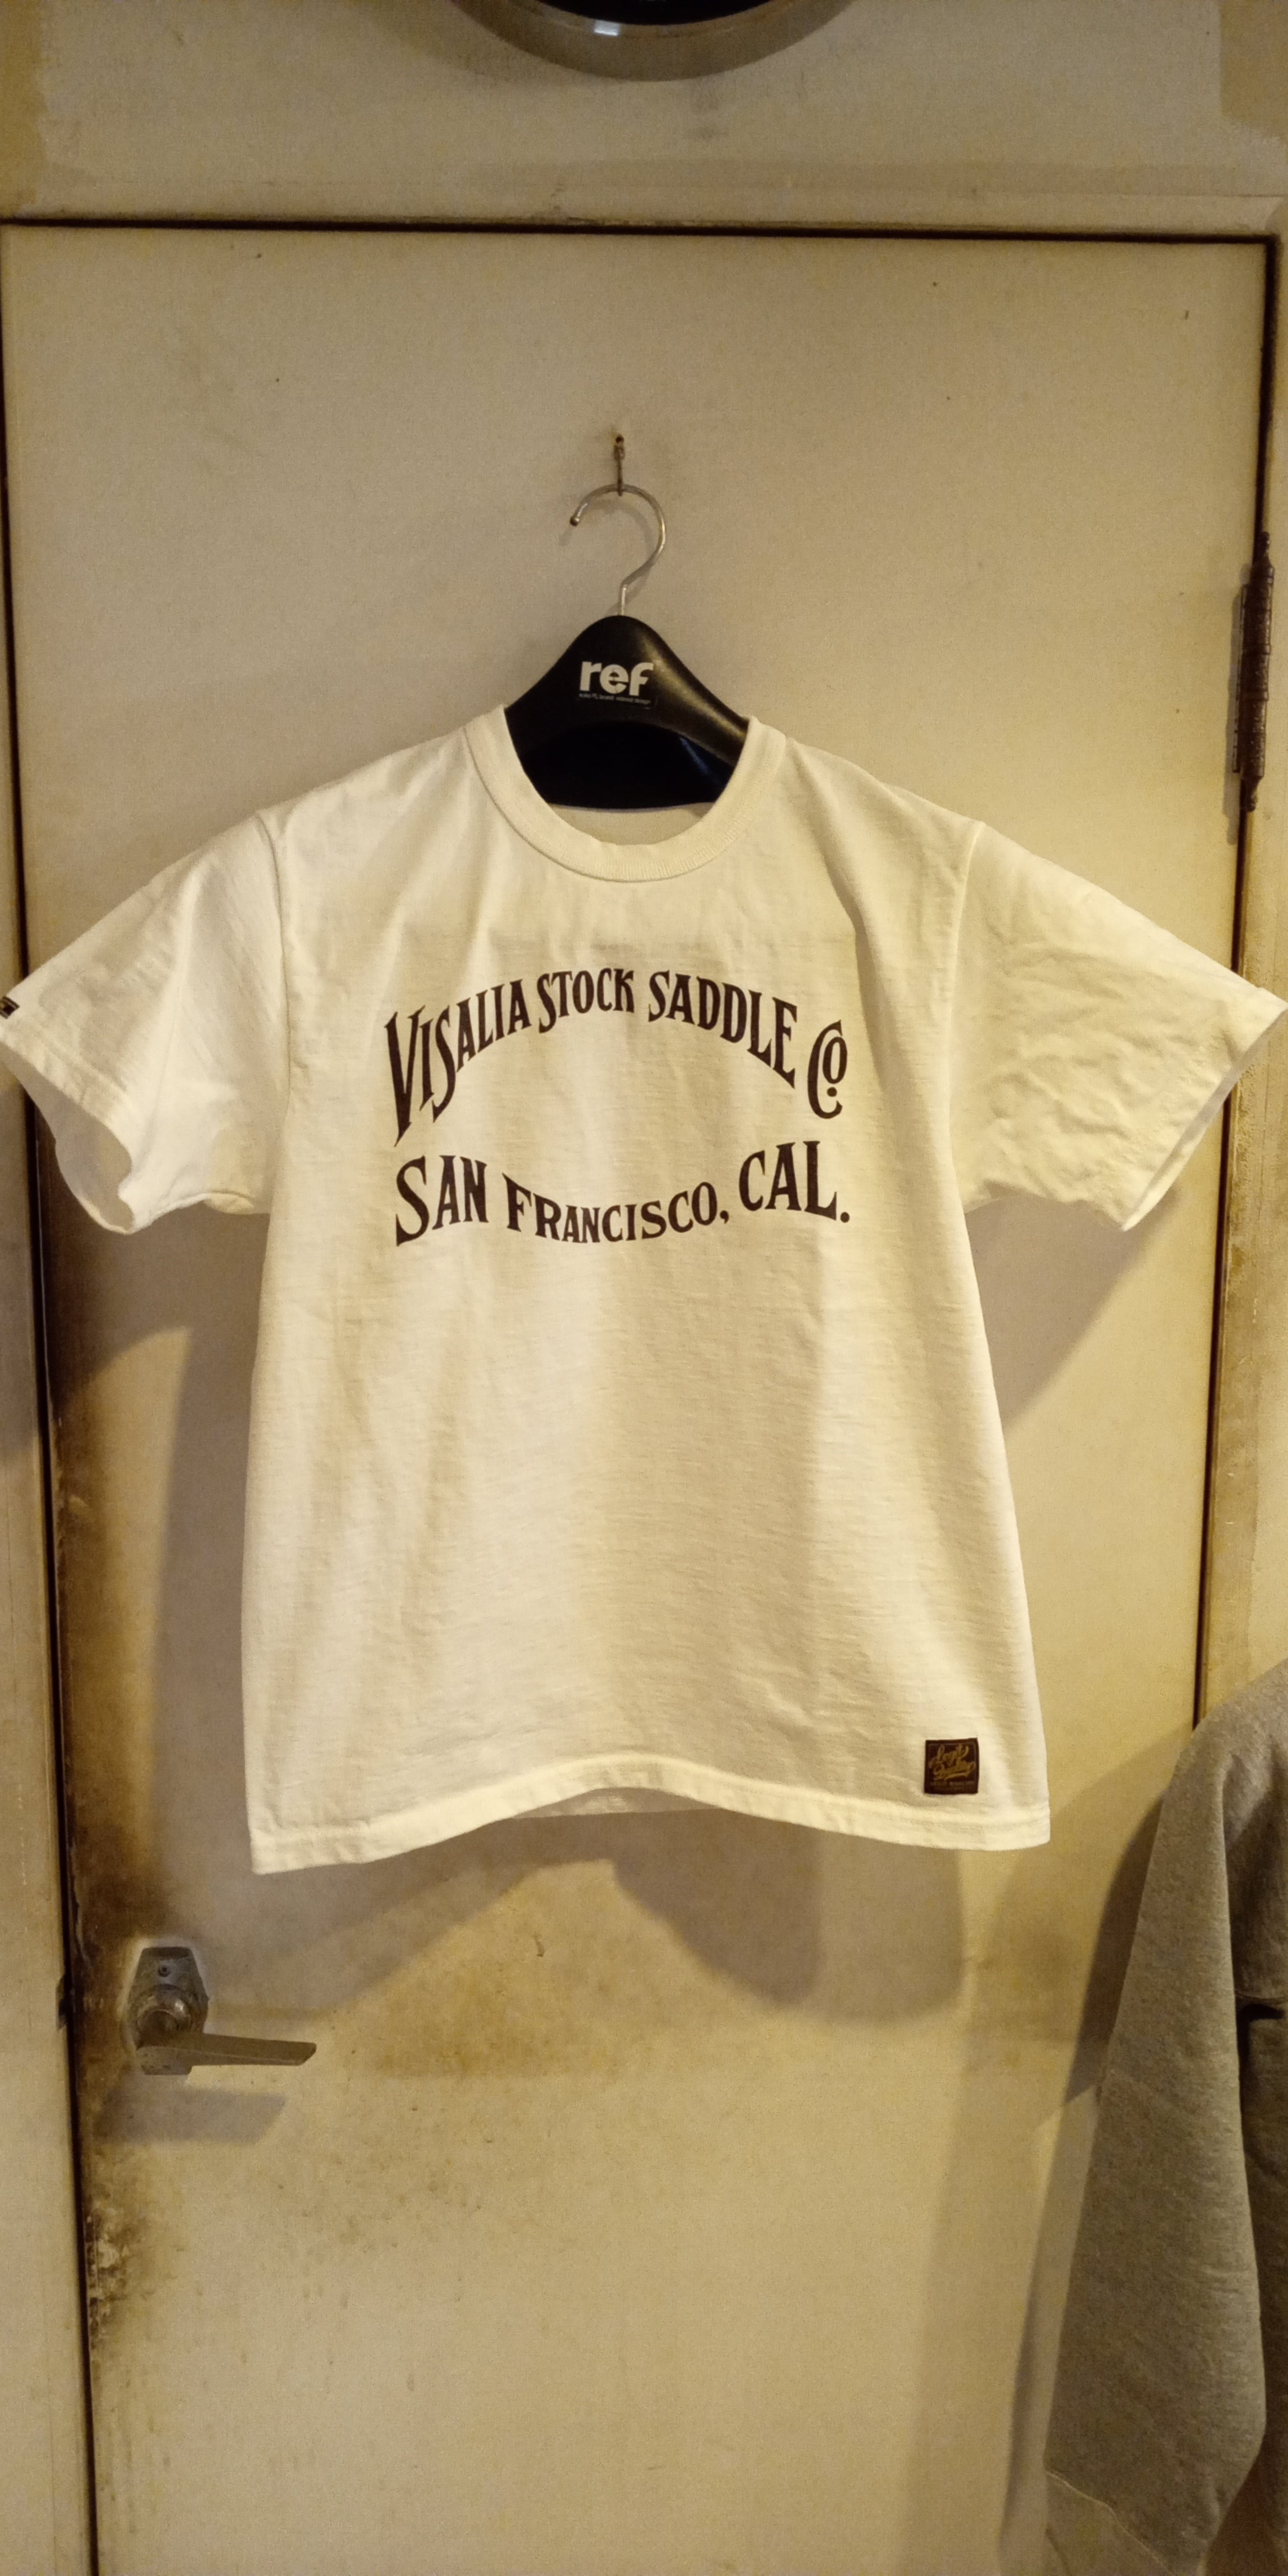 ref
VISALIA STOCK SADDLE CO.
SAN FRANCISCO, CAL.